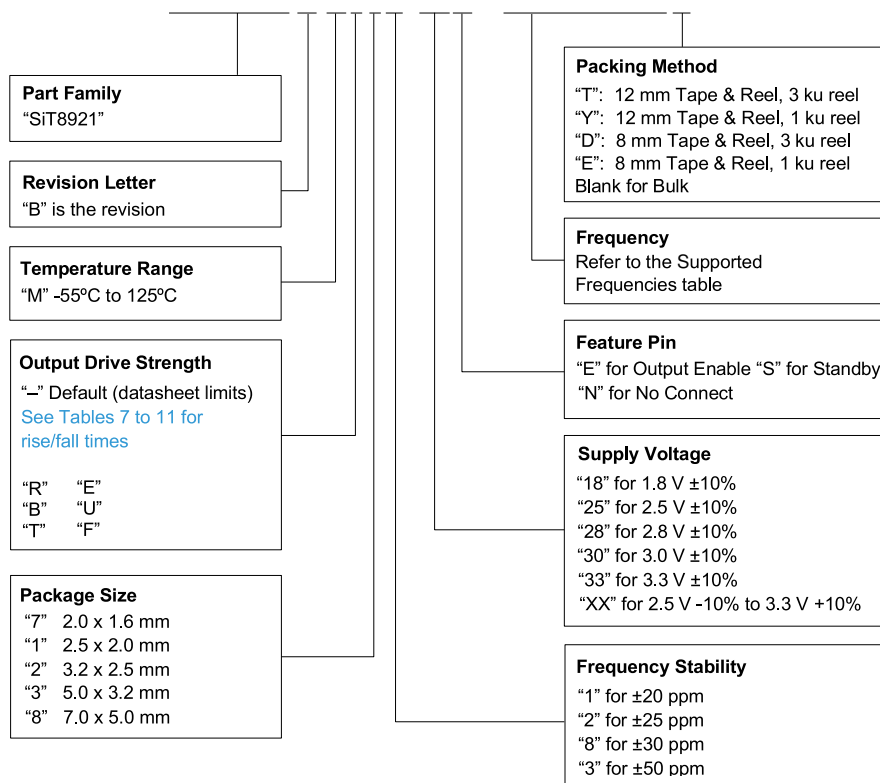 Part Family
“SiT8921”
Revision Letter
“B” is the revision
Temperature Range
“M” -55ºC to 125ºC
Output Drive Strength
“–” Default (datasheet limits)
See Tables 7 to 11 for
rise/fall times
“R” “E”
“B” “U”
“T” “F”
Package Size
“7” 2.0 x 1.6 mm
“1” 2.5 x 2.0 mm
“2” 3.2 x 2.5 mm
“3” 5.0 x 3.2 mm
“8” 7.0 x 5.0 mm
Packing Method
“T”: 12 mm Tape & Reel, 3 ku reel
“Y”: 12 mm Tape & Reel, 1 ku reel
“D”: 8 mm Tape & Reel, 3 ku reel
“E”: 8 mm Tape & Reel, 1 ku reel
Blank for Bulk
Frequency
Refer to the Supported
Frequencies table
Feature Pin
“E” for Output Enable “S” for Standby
“N” for No Connect
Supply Voltage
“18” for 1.8 V ±10%
“25” for 2.5 V ±10%
“28” for 2.8 V ±10%
“30” for 3.0 V ±10%
“33” for 3.3 V ±10%
“XX” for 2.5 V -10% to 3.3 V +10%
Frequency Stability
“1” for ±20 ppm
“2” for ±25 ppm
“8” for ±30 ppm
“3” for ±50 ppm